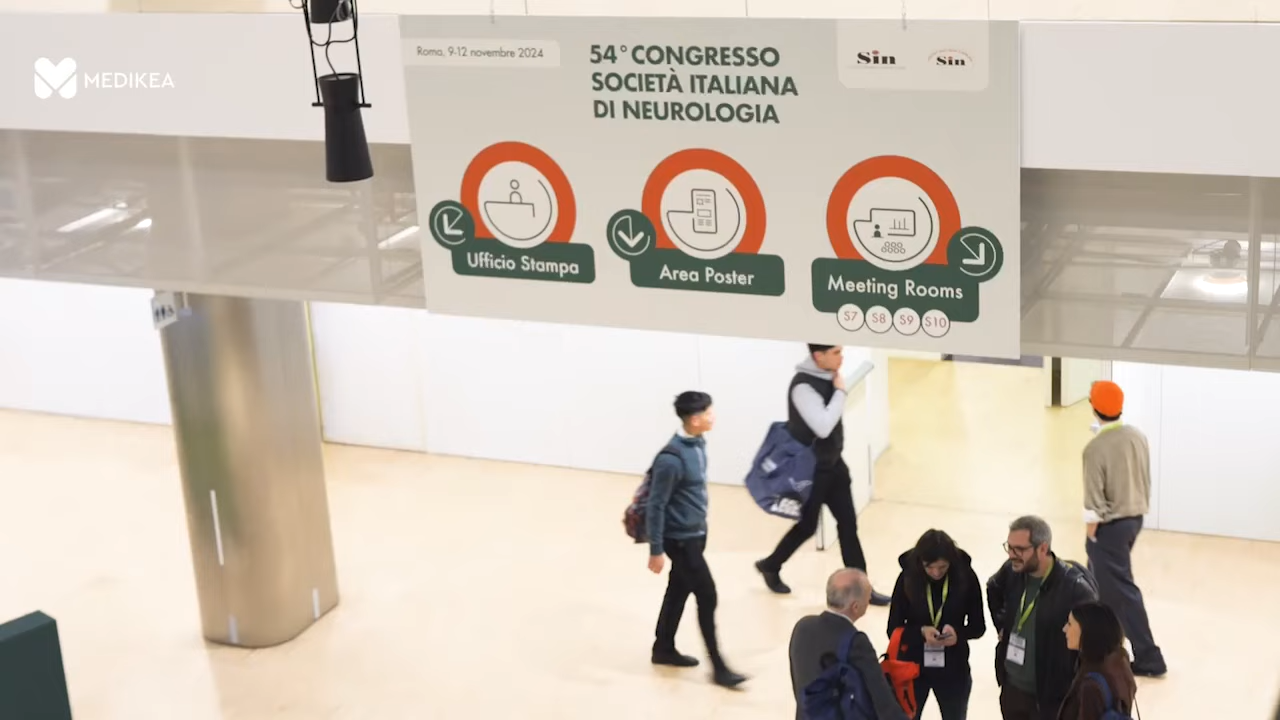 MEDIKEA
Roma, 9-12 novembre 2024
54° CONGRESSO
SOCIETÀ ITALIANA
DI NEUROLOGIA
Sin
Sin
Ufficio Stampa
Area Poster
Meeting Rooms
S7 S8 S9 S10